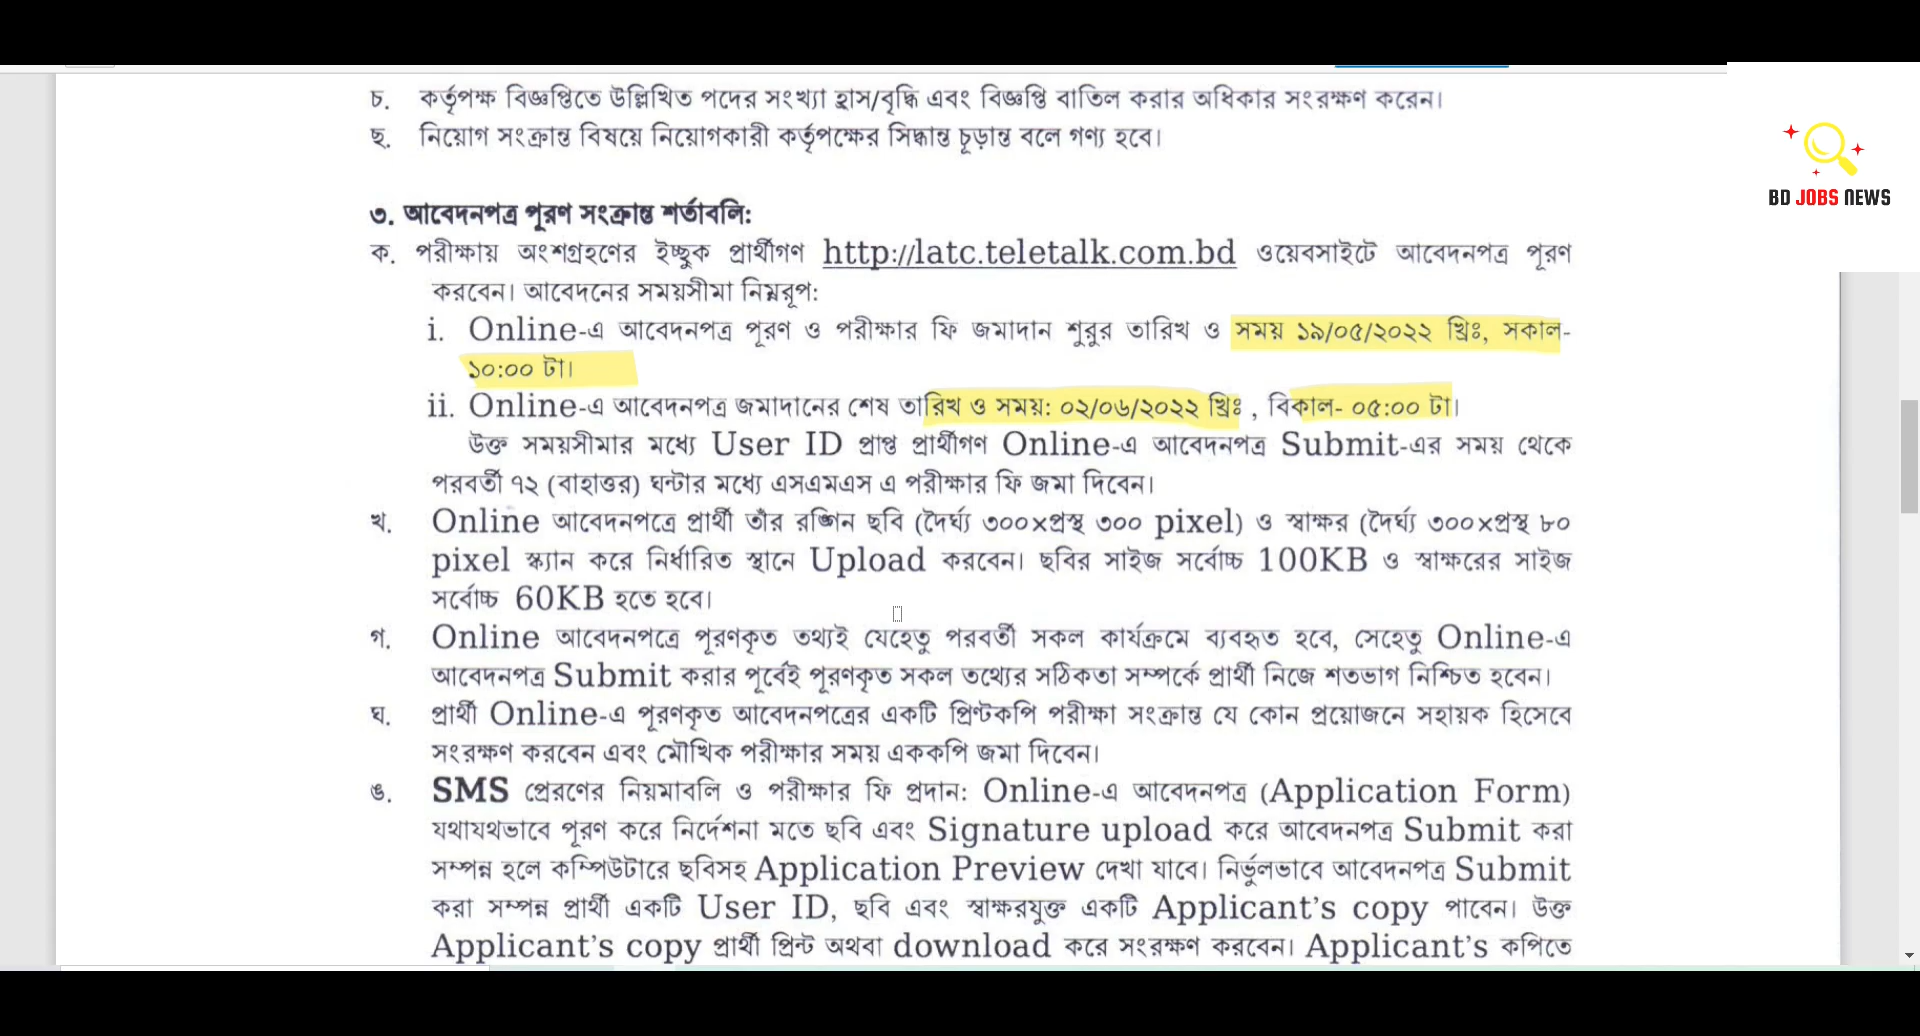 চ. কর্তৃপক্ষ বিজ্ঞপ্তিতে উল্লিখিত পদের সংখ্যা হ্রাস/বৃদ্ধি এবং বিজ্ঞপ্তি বাতিল করার অধিকার সংরক্ষণ করেন।
ছ. নিয়োগ সংক্রান্ত বিষয়ে নিয়োগকারী কর্তৃপক্ষের সিদ্ধান্ত চূড়ান্ত বলে গণ্য হবে।
BD JOBS NEWS
৩. আবেদনপত্র পূরণ সংক্রান্ত শর্তাবলি:
ক. পরীক্ষায় অংশগ্রহণের ইচ্ছুক প্রার্থীগণ http://latc.teletalk.com.bd ওয়েবসাইটে আবেদনপত্র পূরণ
করবেন। আবেদনের সময়সীমা নিম্নরূপ:
i. Online-এ আবেদনপত্র পূরণ ও পরীক্ষার ফি জমাদান শুরুর তারিখ ও সময় ১৯/০৫/২০২২ খ্রিঃ, সকাল-
১০:০০ টা।
ii. Online-এ আবেদনপত্র জমাদানের শেষ তারিখ ও সময়: ০২/০৬/২০২২ খ্রিঃ , বিকাল- ০৫:০০ টা।
উক্ত সময়সীমার মধ্যে User ID প্রাপ্ত প্রার্থীগণ Online-এ আবেদনপত্র Submit-এর সময় থেকে
পরবর্তী ৭২ (বাহাত্তর) ঘন্টার মধ্যে এসএমএস এ পরীক্ষার ফি জমা দিবেন।
খ. Online আবেদনপত্রে প্রার্থী তাঁর রঙ্গিন ছবি (দৈর্ঘ্য ৩০০×প্রস্থ ৩০০ pixel) ও স্বাক্ষর (দৈর্ঘ্য ৩০০×প্রস্থ ৮০
pixel স্ক্যান করে নির্ধারিত স্থানে Upload করবেন। ছবির সাইজ সর্বোচ্চ 100KB ও স্বাক্ষরের সাইজ
সর্বোচ্চ 60KB হতে হবে।
গ. Online আবেদনপত্রে পূরণকৃত তথ্যই যেহেতু পরবর্তী সকল কার্যক্রমে ব্যবহৃত হবে, সেহেতু Online-এ
আবেদনপত্র Submit করার পূর্বেই পূরণকৃত সকল তথ্যের সঠিকতা সম্পর্কে প্রার্থী নিজে শতভাগ নিশ্চিত হবেন।
ঘ. প্রার্থী Online-এ পূরণকৃত আবেদনপত্রের একটি প্রিন্টকপি পরীক্ষা সংক্রান্ত যে কোন প্রয়োজনে সহায়ক হিসেবে
সংরক্ষণ করবেন এবং মৌখিক পরীক্ষার সময় এককপি জমা দিবেন।
ঙ. SMS প্রেরণের নিয়মাবলি ও পরীক্ষার ফি প্রদান: Online-এ আবেদনপত্র (Application Form)
যথাযথভাবে পূরণ করে নির্দেশনা মতে ছবি এবং Signature upload করে আবেদনপত্র Submit করা
সম্পন্ন হলে কম্পিউটারে ছবিসহ Application Preview দেখা যাবে। নির্ভুলভাবে আবেদনপত্র Submit
করা সম্পন্ন প্রার্থী একটি User ID, ছবি এবং স্বাক্ষরযুক্ত একটি Applicant's copy পাবেন। উক্ত
Applicant's copy প্রার্থী প্রিন্ট অথবা download করে সংরক্ষণ করবেন। Applicant's কপিতে